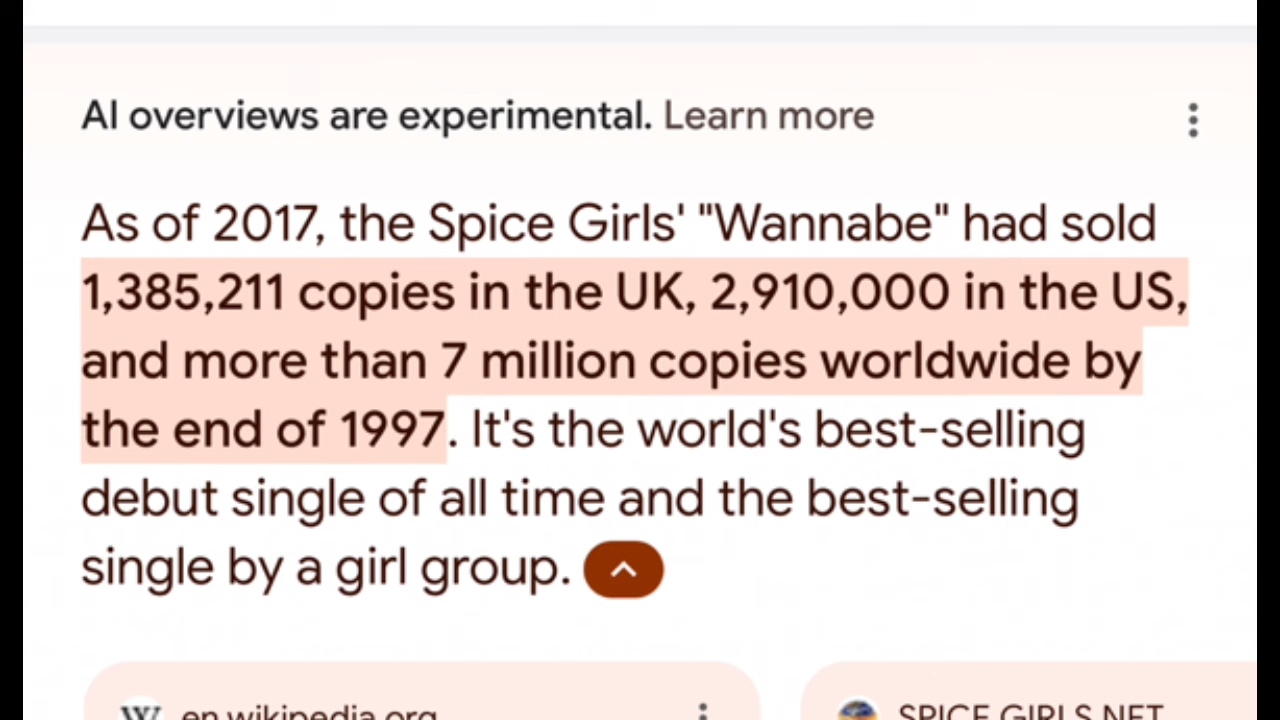 AI overviews are experimental. Learn more
As of 2017, the Spice Girls' "Wannabe" had sold
1,385,211 copies in the UK, 2,910,000 in the US,
and more than 7 million copies worldwide by
the end of 1997. It's the world's best-selling
debut single of all time and the best-selling
single by a girl group.
W en.wikipedia.org
SPICE GIRLS NET